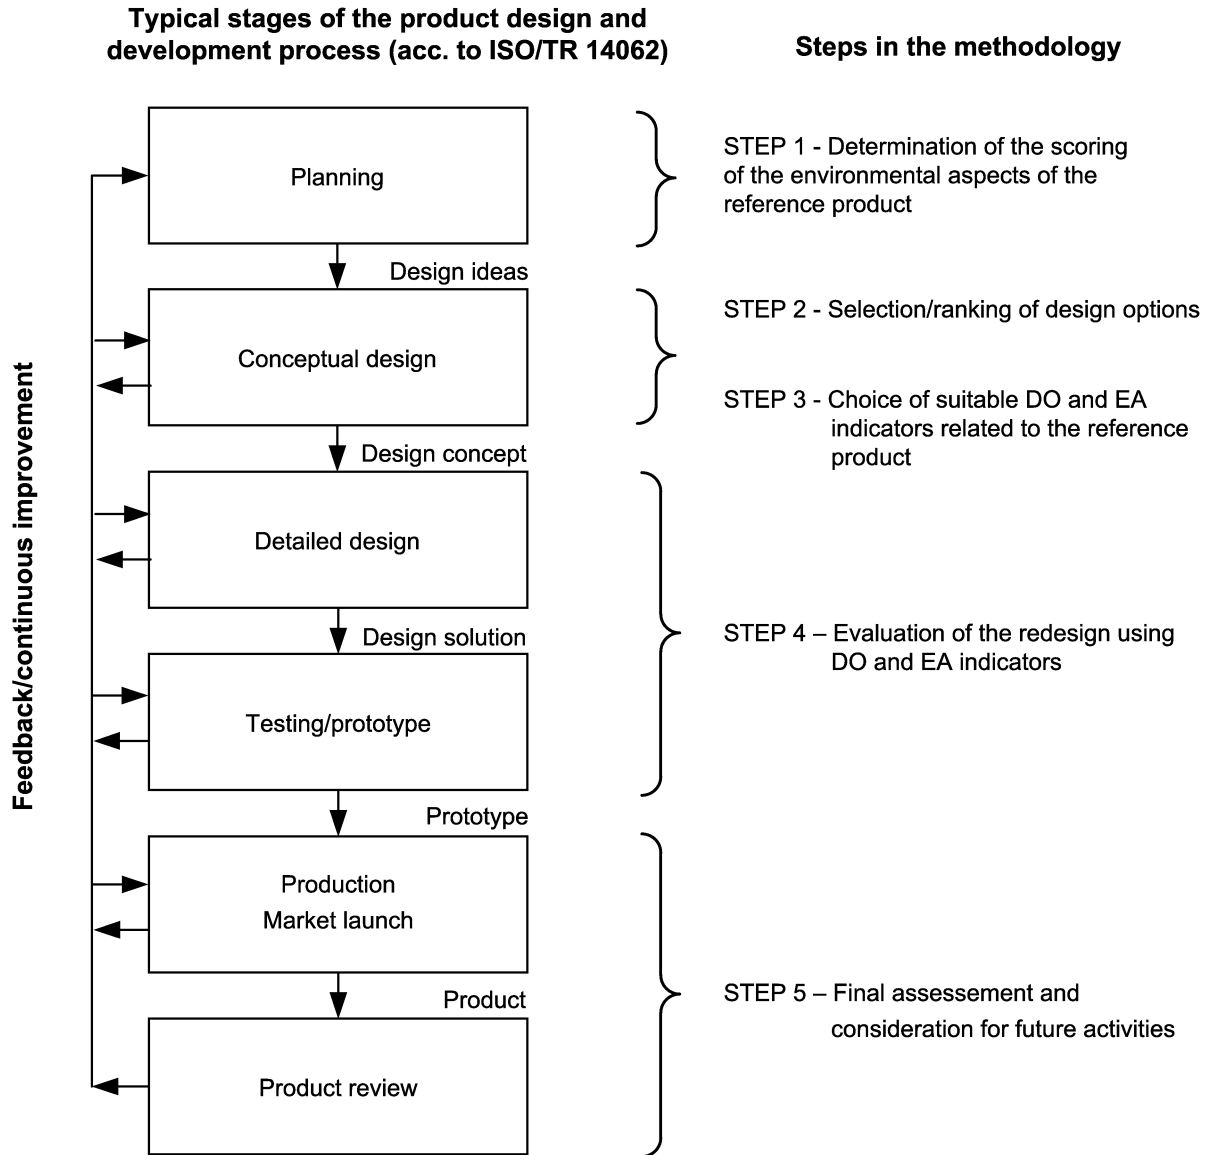 Typical stages of the product design and
development process (acc. to ISO/TR 14062)
Steps in the methodology
Planning
STEP 1 - Determination of the scoring
of the environmental aspects of the
reference product
Design ideas
Conceptual design
STEP 2 - Selection/ranking of design options
STEP 3 - Choice of suitable DO and EA
indicators related to the reference
product
Design concept
Detailed design
Design solution
STEP 4 – Evaluation of the redesign using
DO and EA indicators
Testing/prototype
Prototype
Production
Market launch
Product
STEP 5 – Final assessement and
consideration for future activities
Product review
Feedback/continuous improvement